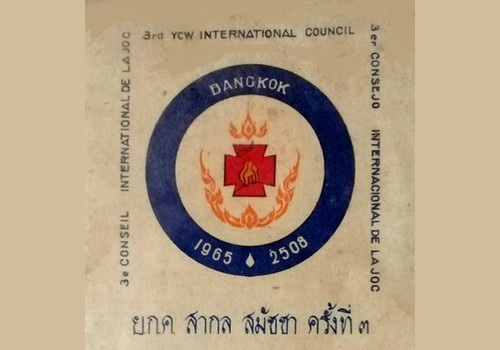 3rd YCW INTERNATIONAL COUNCIL
3e CONSEIL INTERNATIONAL DE LA JOC
3er CONSEJO INTERNACIONAL DE LA JOC
BANGKOK
1965 2508
ยกค สากล สมัชชา ครั้งที่ ๓